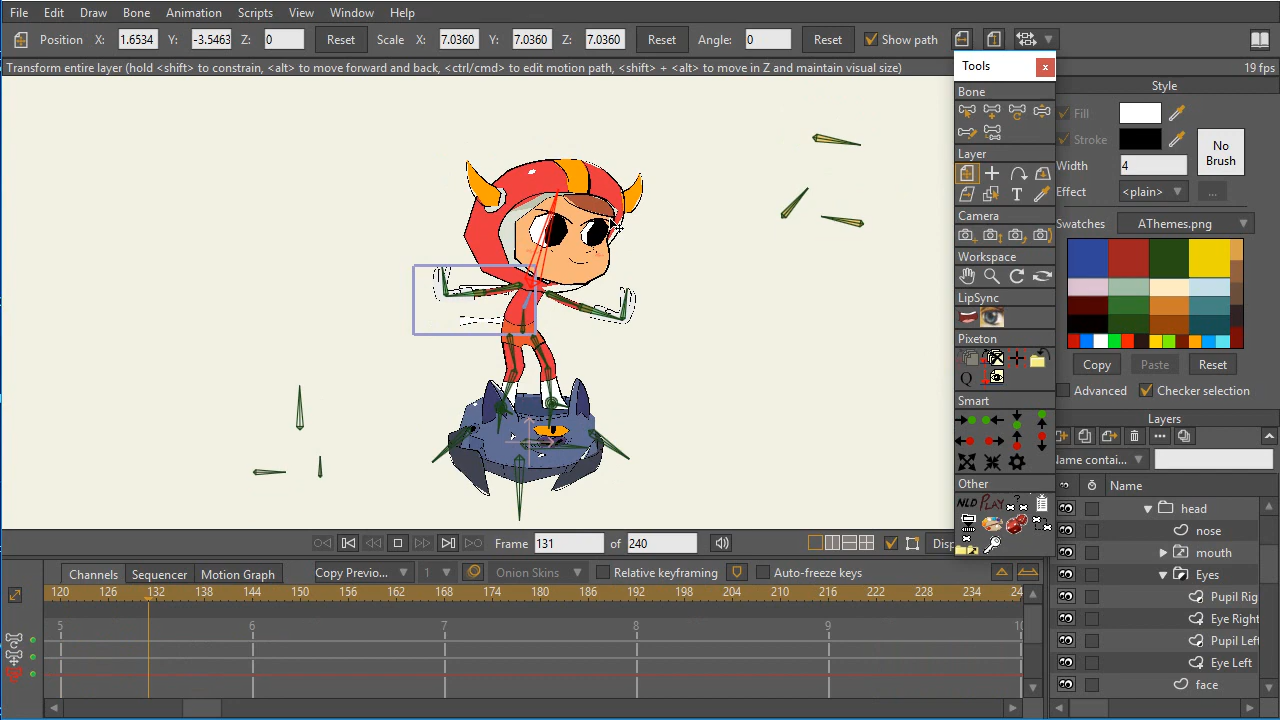 File Edit Draw Bone Animation Scripts View Window Help
Position X: 1.6534 Y: -3.5463 Z: 0 Reset Scale X: 7.0360 Y: 7.0360 Z: 7.0360 Reset Angle: 0 Reset Show path
Transform entire layer (hold <shift> to constrain, <alt> to move forward and back, <ctrl/cmd> to edit motion path, <shift> + <alt> to move in Z and maintain visual size)
19 fps
Tools x
Bone
Layer
T
Camera
Workspace
LipSync
Pixeton
Q
Smart
Other
NLD PLAY
Style
Fill
Stroke
No
Brush
Width 4
Effect <plain> ...
Swatches AThemes.png
Copy Paste Reset
Advanced Checker selection
Layers
Name contai...
Name
head
nose
mouth
Eyes
Pupil Rig
Eye Right
Pupil Left
Eye Left
face
Frame 131 of 240 Disp
Channels Sequencer Motion Graph Copy Previo... 1 Onion Skins Relative keyframing Auto-freeze keys
120 126 132 138 144 150 156 162 168 174 180 186 192 198 204 210 216 222 228 234 24
5 6 7 8 9 10